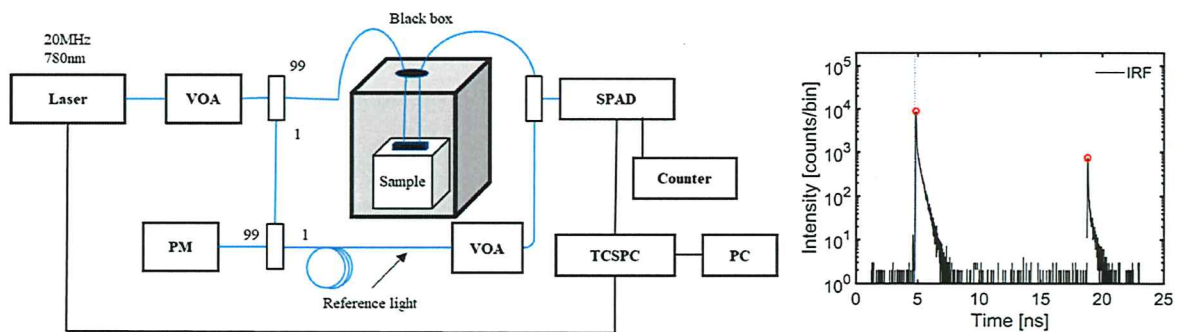 Black box
20MHz
780nm
99
Laser
VOA
SPAD
1
Sample
Counter
99
1
PM
VOA
TCSPC
PC
Reference light
Intensity [counts/bin]
10^5
10^4
10^3
10^2
10^1
10^0
IRF
0
5
10
15
20
25
Time [ns]